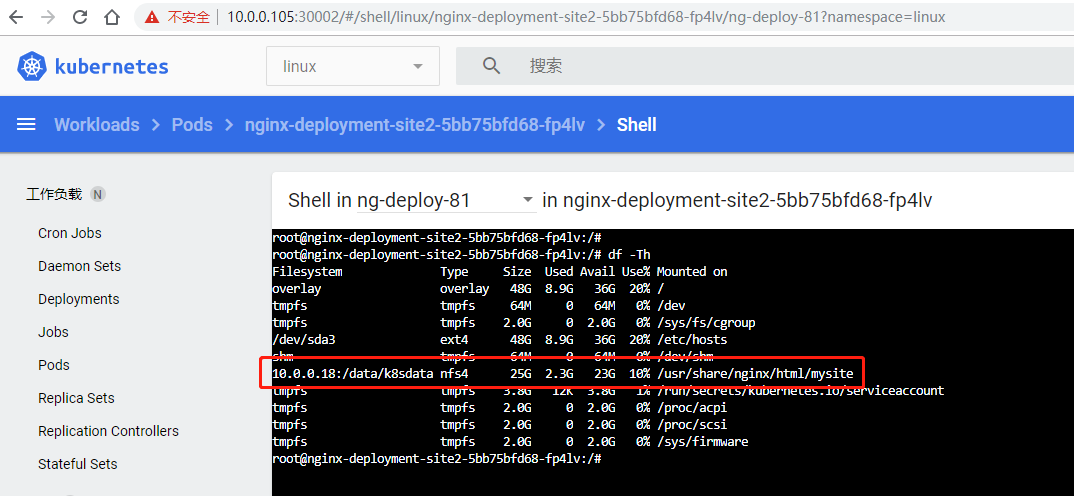 不安全 | 10.0.0.105:30002/#/shell/linux/nginx-deployment-site2-5bb75bfd68-fp4lv/ng-deploy-81?namespace=linux
kubernetes
linux
搜索
Workloads > Pods > nginx-deployment-site2-5bb75bfd68-fp4lv > Shell
工作负载 N
Cron Jobs
Daemon Sets
Deployments
Jobs
Pods
Replica Sets
Replication Controllers
Stateful Sets
Shell in ng-deploy-81 in nginx-deployment-site2-5bb75bfd68-fp4lv
root@nginx-deployment-site2-5bb75bfd68-fp4lv:/#
root@nginx-deployment-site2-5bb75bfd68-fp4lv:/# df -Th
Filesystem Type Size Used Avail Use% Mounted on
overlay overlay 48G 8.9G 36G 20% /
tmpfs tmpfs 64M 0 64M 0% /dev
tmpfs tmpfs 2.0G 0 2.0G 0% /sys/fs/cgroup
/dev/sda3 ext4 48G 8.9G 36G 20% /etc/hosts
shm tmpfs 64M 0 64M 0% /dev/shm
10.0.0.18:/data/k8sdata nfs4 25G 2.3G 23G 10% /usr/share/nginx/html/mysite
tmpfs tmpfs 3.8G 12K 3.8G 1% /run/secrets/kubernetes.io/serviceaccount
tmpfs tmpfs 2.0G 0 2.0G 0% /proc/acpi
tmpfs tmpfs 2.0G 0 2.0G 0% /proc/scsi
tmpfs tmpfs 2.0G 0 2.0G 0% /sys/firmware
root@nginx-deployment-site2-5bb75bfd68-fp4lv:/#